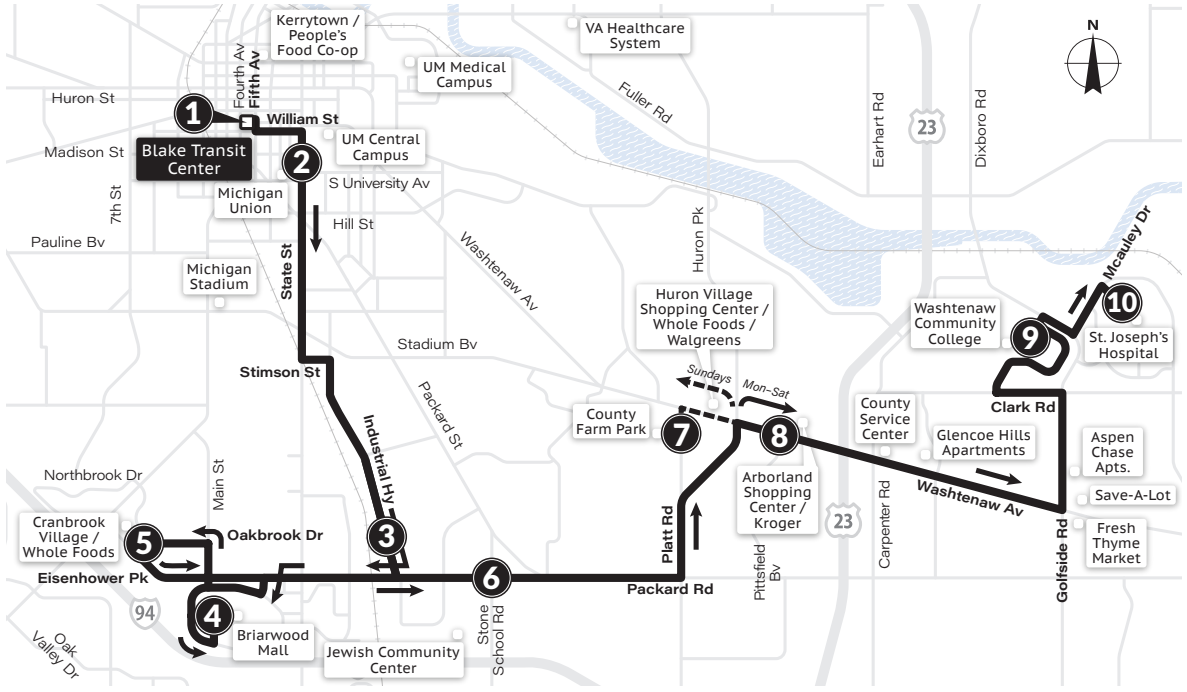 Kerrytown /
People's
Food Co-op
VA Healthcare
System
N
UM Medical
Campus
Fourth Av
Fifth Av
Huron St
1
William St
Fuller Rd
Earhart Rd
23
Dixboro Rd
Madison St
Blake Transit
Center
2
UM Central
Campus
S University Av
Michigan
Union
7th St
Hill St
Pauline Bv
Washtenaw Av
Huron Pk
Mcauley Dr
Michigan
Stadium
State St
Huron Village
Shopping Center /
Whole Foods /
Walgreens
Washtenaw
Community
College
9
10
St. Joseph's
Hospital
Stadium Bv
Stimson St
Packard St
Sundays
Mon-Sat
Clark Rd
County
Farm Park
7
8
County
Service
Center
Glencoe Hills
Apartments
Aspen
Chase
Apts.
Northbrook Dr
Main St
Industrial Hy
Arborland
Shopping
Center /
Kroger
Washtenaw Av
Save-A-Lot
Cranbrook
Village /
Whole Foods
5
Oakbrook Dr
3
Platt Rd
23
Carpenter Rd
Fresh
Thyme
Market
Golfside Rd
Eisenhower Pk
6
Packard Rd
Pittsfield
Bv
94
4
Briarwood
Mall
Stone
School Rd
Oak
Valley Dr
Jewish Community
Center